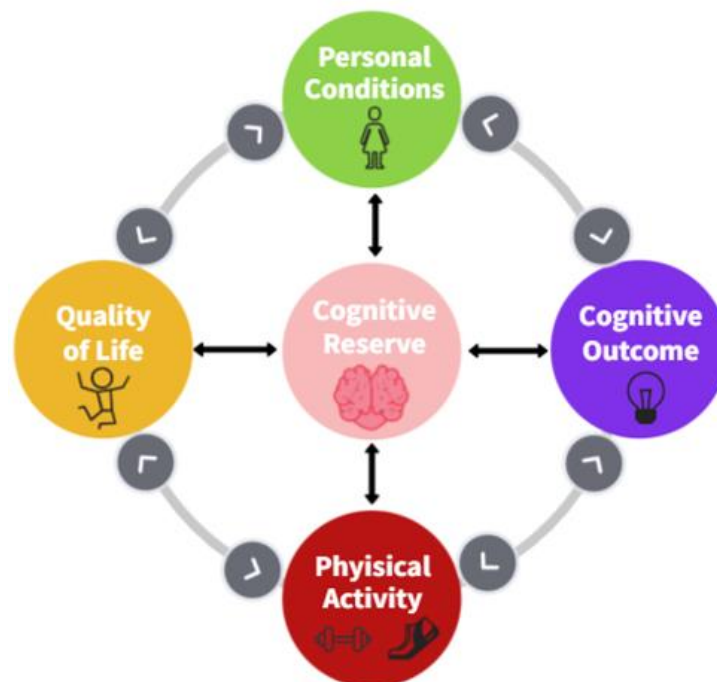 Personal
Conditions
Quality
of Life
Cognitive
Reserve
Cognitive
Outcome
Phyisical
Activity